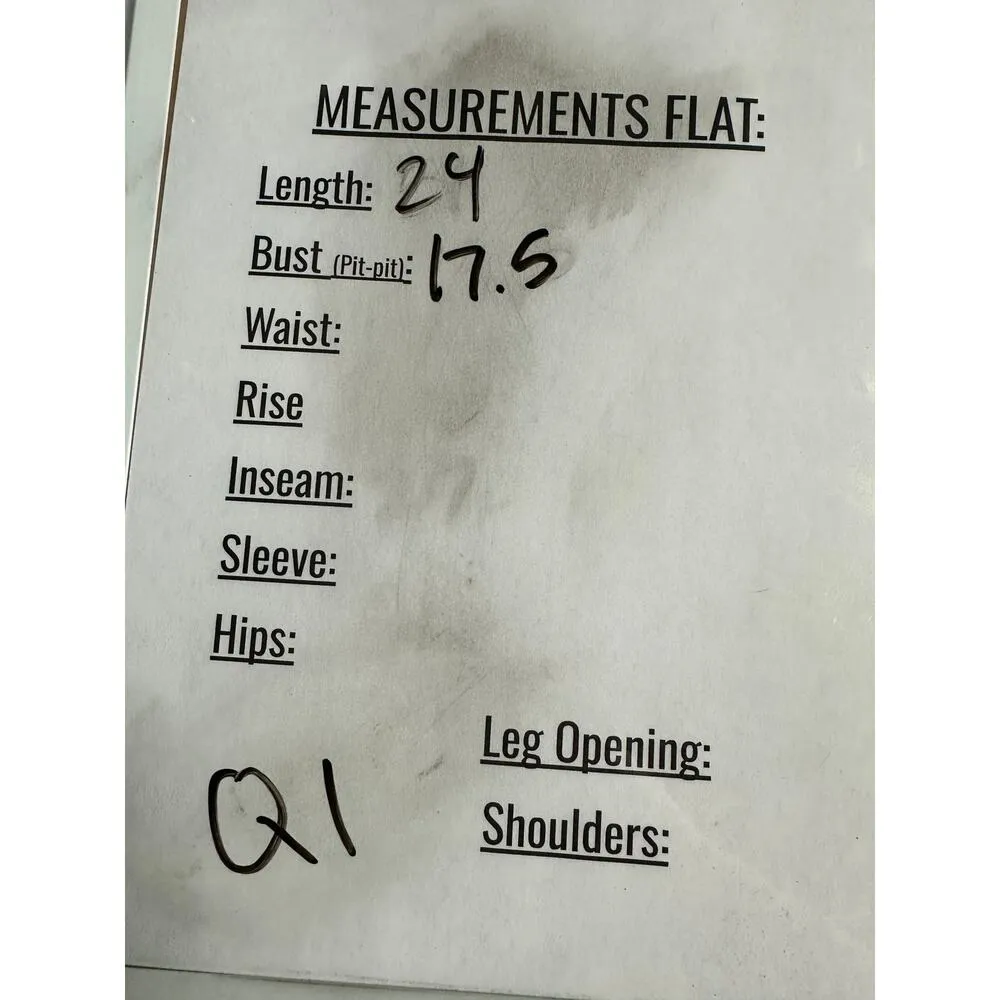 MEASUREMENTS FLAT:
Length: 24
Bust (Pit-pit): 17.5
Waist:
Rise
Inseam:
Sleeve:
Hips:
Leg Opening:
Shoulders:
Q1